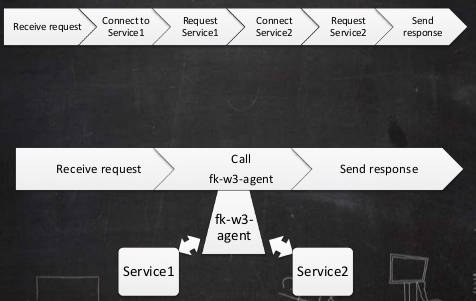 Receive request
Connect to
Service1
Request
Service1
Connect
Service2
Request
Service2
Send
response
Receive request
Call
fk-w3-agent
Send response
fk-w3-
agent
Service1
Service2